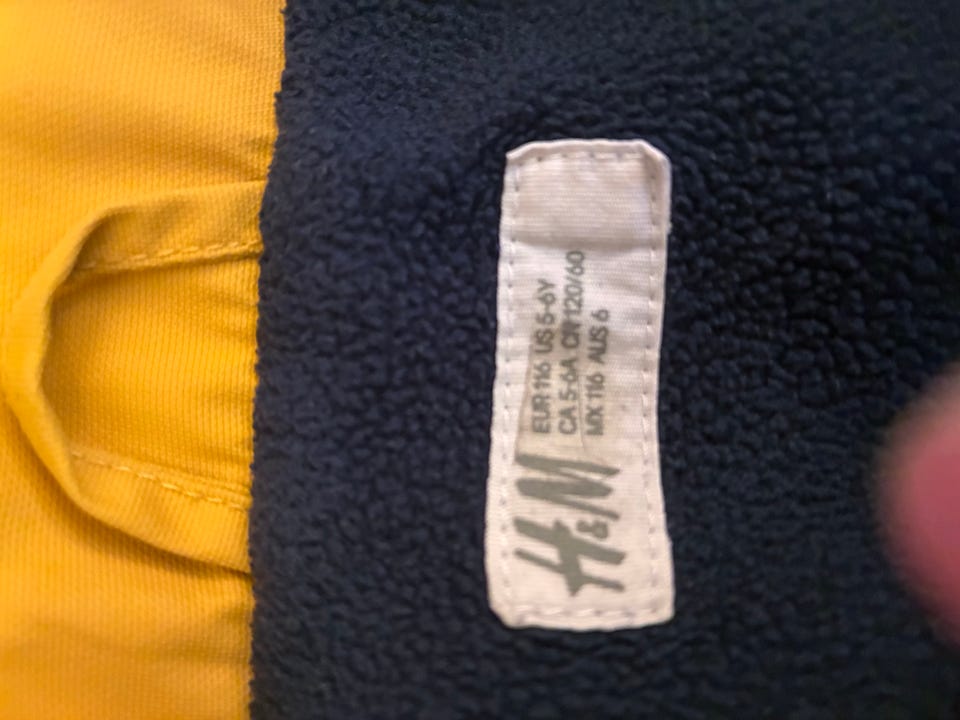 H&M
EUR 116 US 5-6Y
CA 5-6A CN 120/60
MX 116 AUS 6